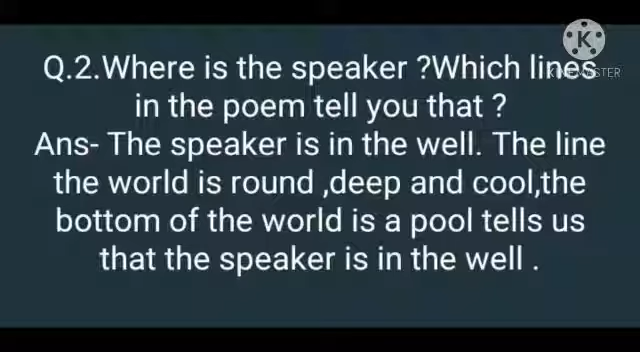 Q.2.Where is the speaker ?Which lines
in the poem tell you that ?
Ans- The speaker is in the well. The line
the world is round ,deep and cool,the
bottom of the world is a pool tells us
that the speaker is in the well .
K
KINEMASTER